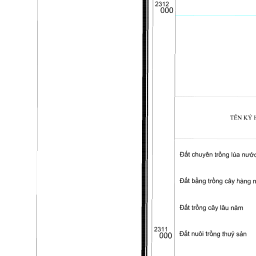 2312
000
TÊN KÝ
Đất chuyên trồng lúa nước
Đất bằng trồng cây hàng
Đất trồng cây lâu năm
2311
000
Đất nuôi trồng thuỷ sản